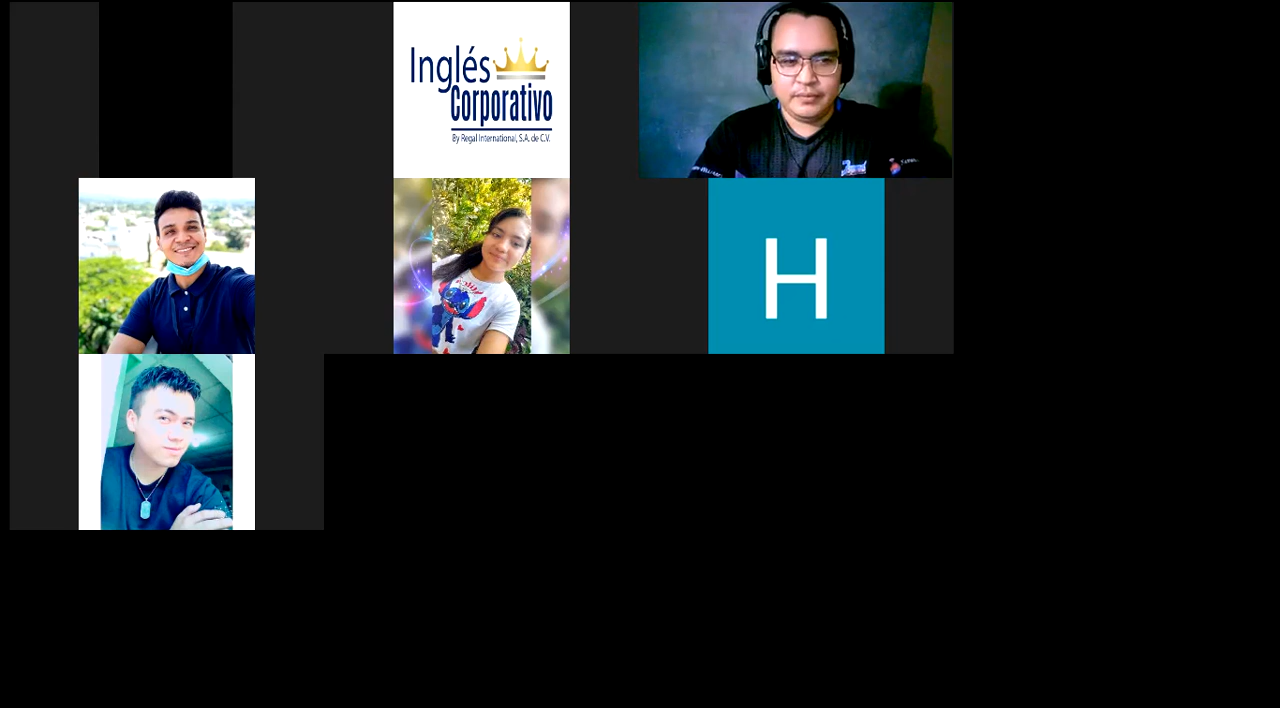 Inglés
Corporativo
By Regal International, S.A. de C.V.
H